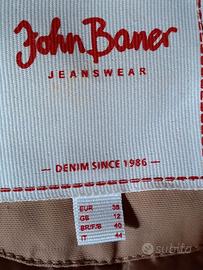 John Baner
JEANSWEAR
— DENIM SINCE 1986 —
EUR 38
GB 12
BR/F/B 40
IT 44
subito